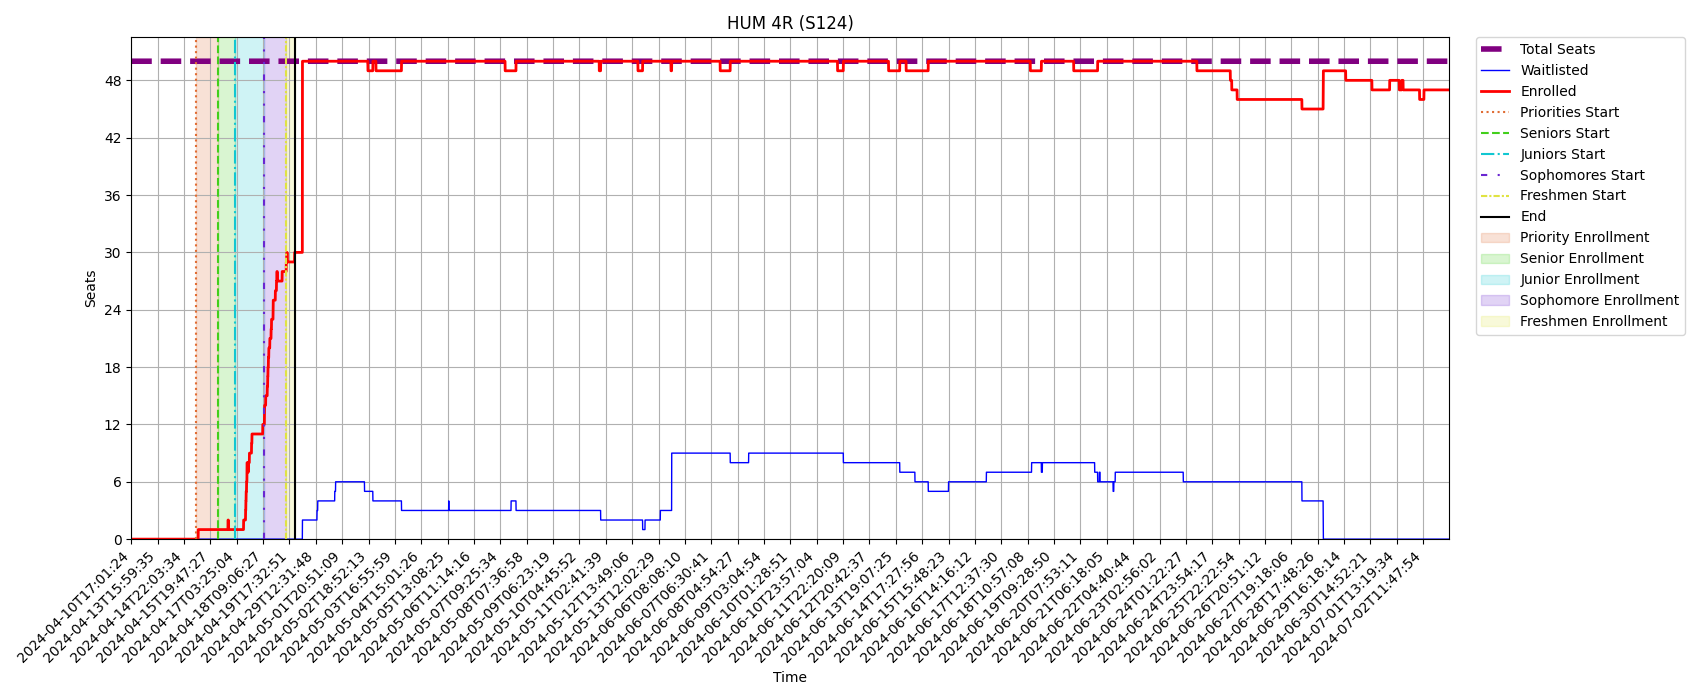 HUM 4R (S124)
Seats
48
42
36
30
24
18
12
6
0
2024-04-10T17:01:24
2024-04-13T15:59:35
2024-04-14T22:03:34
2024-04-15T19:47:27
2024-04-17T03:25:04
2024-04-18T09:06:27
2024-04-19T17:32:51
2024-04-29T12:31:48
2024-05-01T20:51:09
2024-05-02T18:52:13
2024-05-03T16:55:59
2024-05-04T15:01:26
2024-05-05T13:08:25
2024-05-06T11:14:16
2024-05-07T09:25:34
2024-05-08T07:36:58
2024-05-09T06:23:19
2024-05-10T04:45:52
2024-05-11T02:41:39
2024-05-12T13:49:06
2024-05-13T12:02:29
2024-06-06T08:08:10
2024-06-07T06:30:41
2024-06-08T04:54:27
2024-06-09T03:04:54
2024-06-10T01:28:51
2024-06-10T23:57:04
2024-06-11T22:20:09
2024-06-12T20:42:37
2024-06-13T19:07:25
2024-06-14T17:27:56
2024-06-15T15:48:23
2024-06-16T14:16:12
2024-06-17T12:37:30
2024-06-18T10:57:08
2024-06-19T09:28:50
2024-06-20T07:53:11
2024-06-21T06:18:05
2024-06-22T04:40:44
2024-06-23T02:56:02
2024-06-24T01:22:27
2024-06-24T23:54:17
2024-06-25T22:22:54
2024-06-26T20:51:12
2024-06-27T19:18:06
2024-06-28T17:48:26
2024-06-29T16:18:14
2024-06-30T14:52:21
2024-07-01T13:19:34
2024-07-02T11:47:54
Time
Total Seats
Waitlisted
Enrolled
Priorities Start
Seniors Start
Juniors Start
Sophomores Start
Freshmen Start
End
Priority Enrollment
Senior Enrollment
Junior Enrollment
Sophomore Enrollment
Freshmen Enrollment